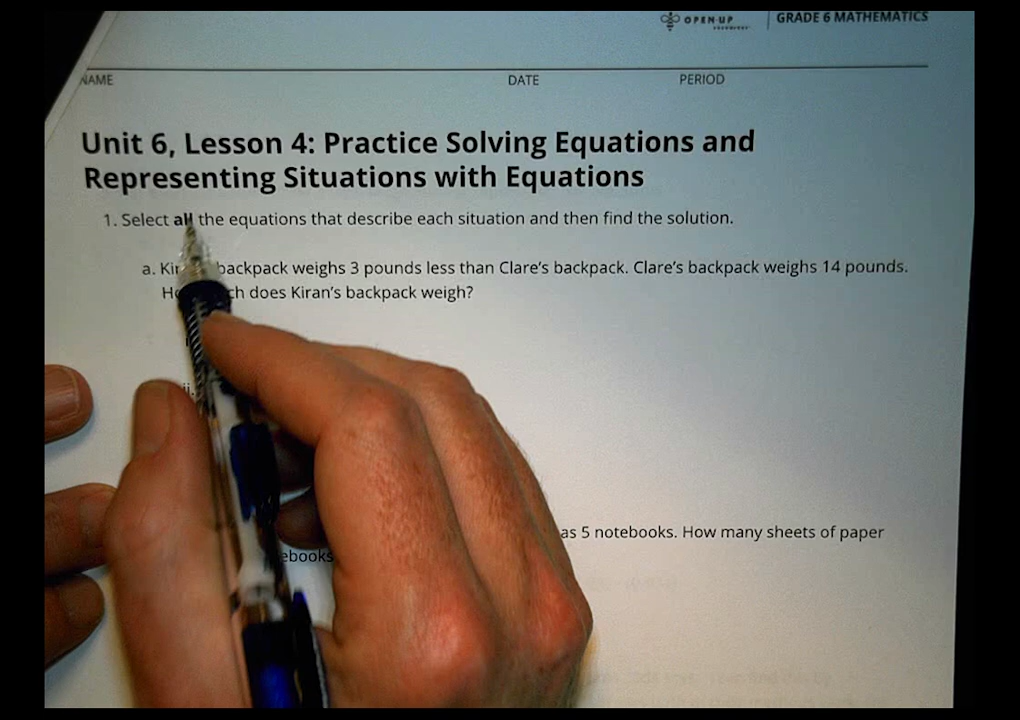 OPEN-UP
GRADE 6 MATHEMATICS
NAME DATE PERIOD
Unit 6, Lesson 4: Practice Solving Equations and
Representing Situations with Equations
1. Select all the equations that describe each situation and then find the solution.
a. backpack weighs 3 pounds less than Clare's backpack. Clare's backpack weighs 14 pounds.
does Kiran's backpack weigh?
ii.
as 5 notebooks. How many sheets of paper